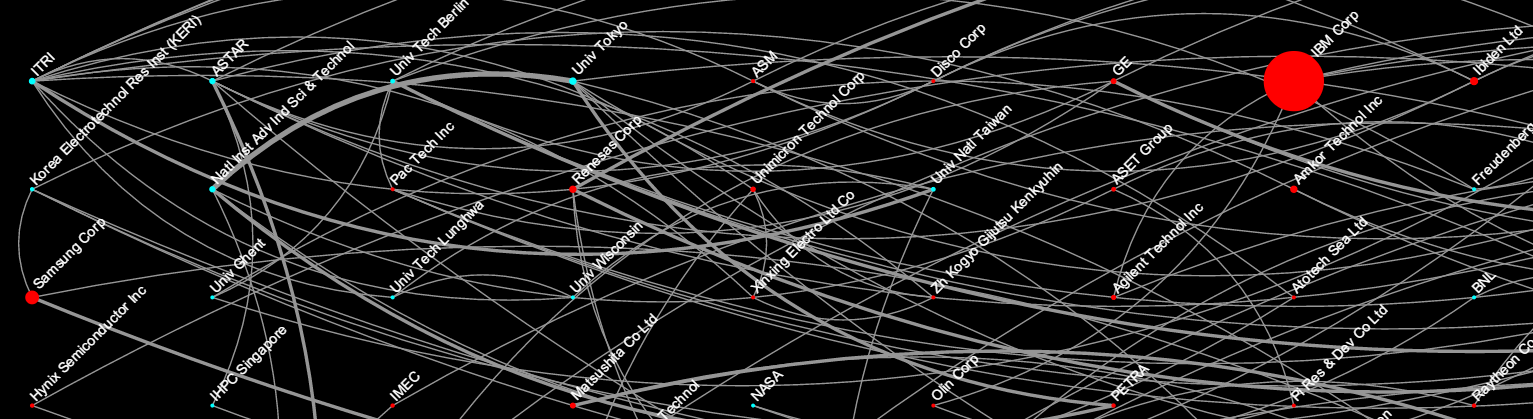 ITRI
ASTAR
Univ Tech Berlin
Univ Tokyo
ASM
Disco Corp
GE
IBM Corp
Ibiden Ltd
Korea Electrotechnol Res Inst (KERI)
Natl Inst Adv Ind Sci & Technol
Pac Tech Inc
Renesas Corp
Unimicron Technol Corp
Univ Natl Taiwan
ASET Group
Amkor Technol Inc
Freudenberg
Samsung Corp
Univ Ghent
Univ Tech Lunghwa
Univ Wisconsin
Xinxing Electro Ltd Co
Zh Kogyo Gijutsu Kenkyuhin
Agilent Technol Inc
Atotech Sea Ltd
BNL
Hynix Semiconductor Inc
IHPC Singapore
IMEC
Matsushita Co Ltd
Technol
NASA
Olin Corp
PETRA
PI Res & Dev Co Ltd
Raytheon Co